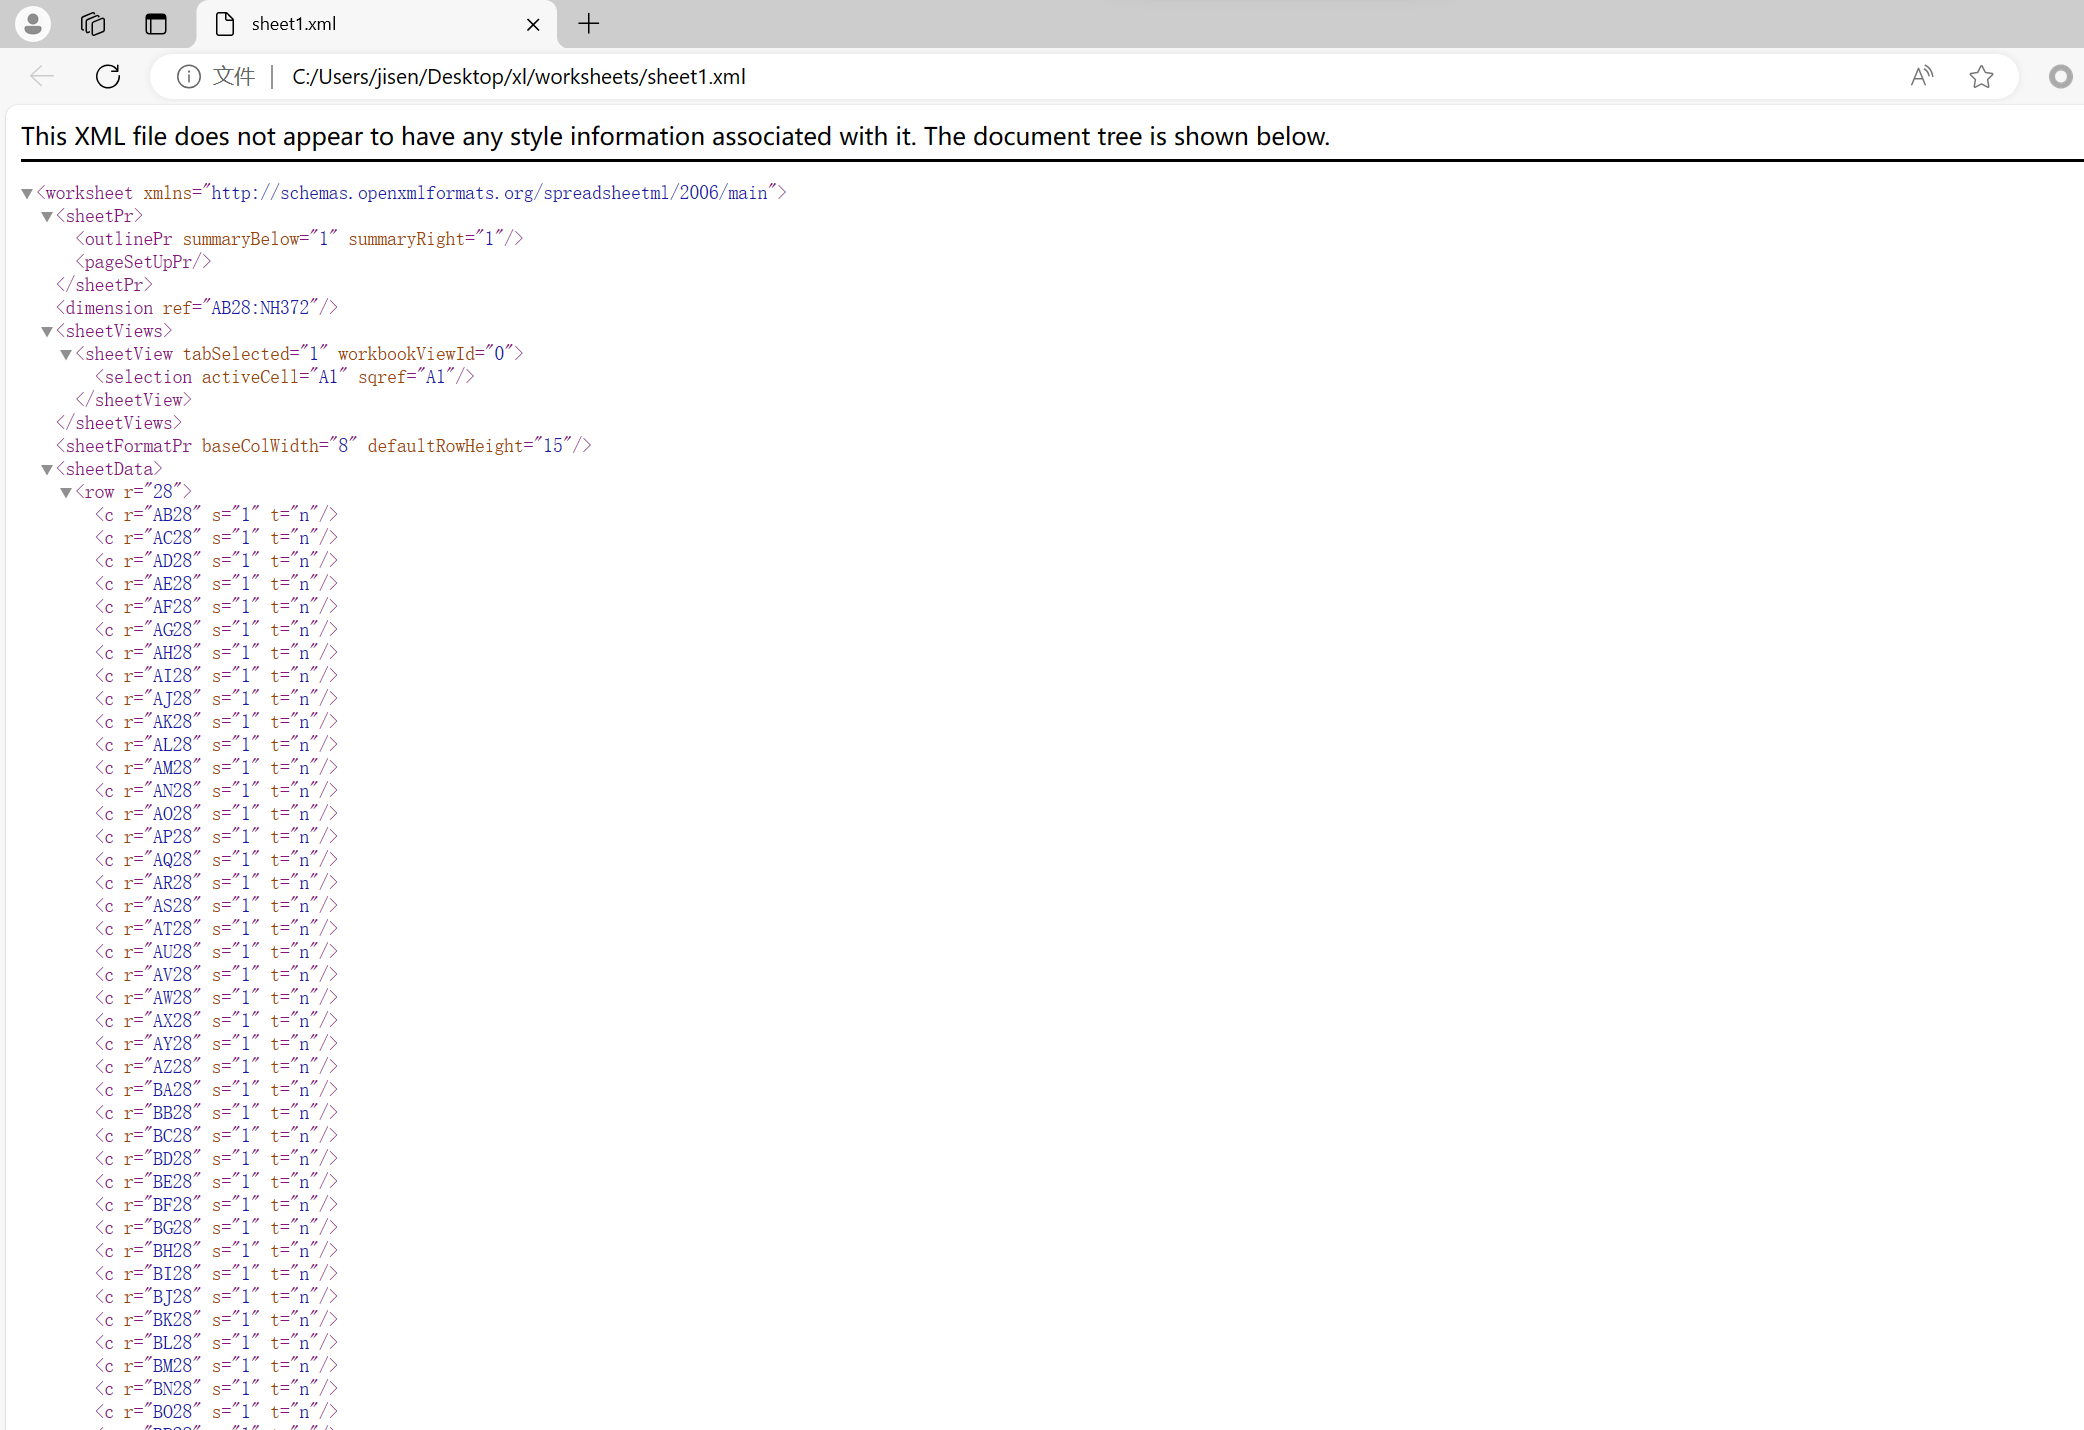 sheet1.xml
文件 | C:/Users/jisen/Desktop/xl/worksheets/sheet1.xml
This XML file does not appear to have any style information associated with it. The document tree is shown below.
▼<worksheet xmlns="http://schemas.openxmlformats.org/spreadsheetml/2006/main">
▼<sheetPr>
<outlinePr summaryBelow="1" summaryRight="1"/>
<pageSetUpPr/>
</sheetPr>
<dimension ref="AB28:NH372"/>
▼<sheetViews>
▼<sheetView tabSelected="1" workbookViewId="0">
<selection activeCell="A1" sqref="A1"/>
</sheetView>
</sheetViews>
<sheetFormatPr baseColWidth="8" defaultRowHeight="15"/>
▼<sheetData>
▼<row r="28">
<c r="AB28" s="1" t="n"/>
<c r="AC28" s="1" t="n"/>
<c r="AD28" s="1" t="n"/>
<c r="AE28" s="1" t="n"/>
<c r="AF28" s="1" t="n"/>
<c r="AG28" s="1" t="n"/>
<c r="AH28" s="1" t="n"/>
<c r="AI28" s="1" t="n"/>
<c r="AJ28" s="1" t="n"/>
<c r="AK28" s="1" t="n"/>
<c r="AL28" s="1" t="n"/>
<c r="AM28" s="1" t="n"/>
<c r="AN28" s="1" t="n"/>
<c r="AO28" s="1" t="n"/>
<c r="AP28" s="1" t="n"/>
<c r="AQ28" s="1" t="n"/>
<c r="AR28" s="1" t="n"/>
<c r="AS28" s="1" t="n"/>
<c r="AT28" s="1" t="n"/>
<c r="AU28" s="1" t="n"/>
<c r="AV28" s="1" t="n"/>
<c r="AW28" s="1" t="n"/>
<c r="AX28" s="1" t="n"/>
<c r="AY28" s="1" t="n"/>
<c r="AZ28" s="1" t="n"/>
<c r="BA28" s="1" t="n"/>
<c r="BB28" s="1" t="n"/>
<c r="BC28" s="1" t="n"/>
<c r="BD28" s="1" t="n"/>
<c r="BE28" s="1" t="n"/>
<c r="BF28" s="1" t="n"/>
<c r="BG28" s="1" t="n"/>
<c r="BH28" s="1" t="n"/>
<c r="BI28" s="1" t="n"/>
<c r="BJ28" s="1" t="n"/>
<c r="BK28" s="1" t="n"/>
<c r="BL28" s="1" t="n"/>
<c r="BM28" s="1" t="n"/>
<c r="BN28" s="1" t="n"/>
<c r="BO28" s="1" t="n"/>